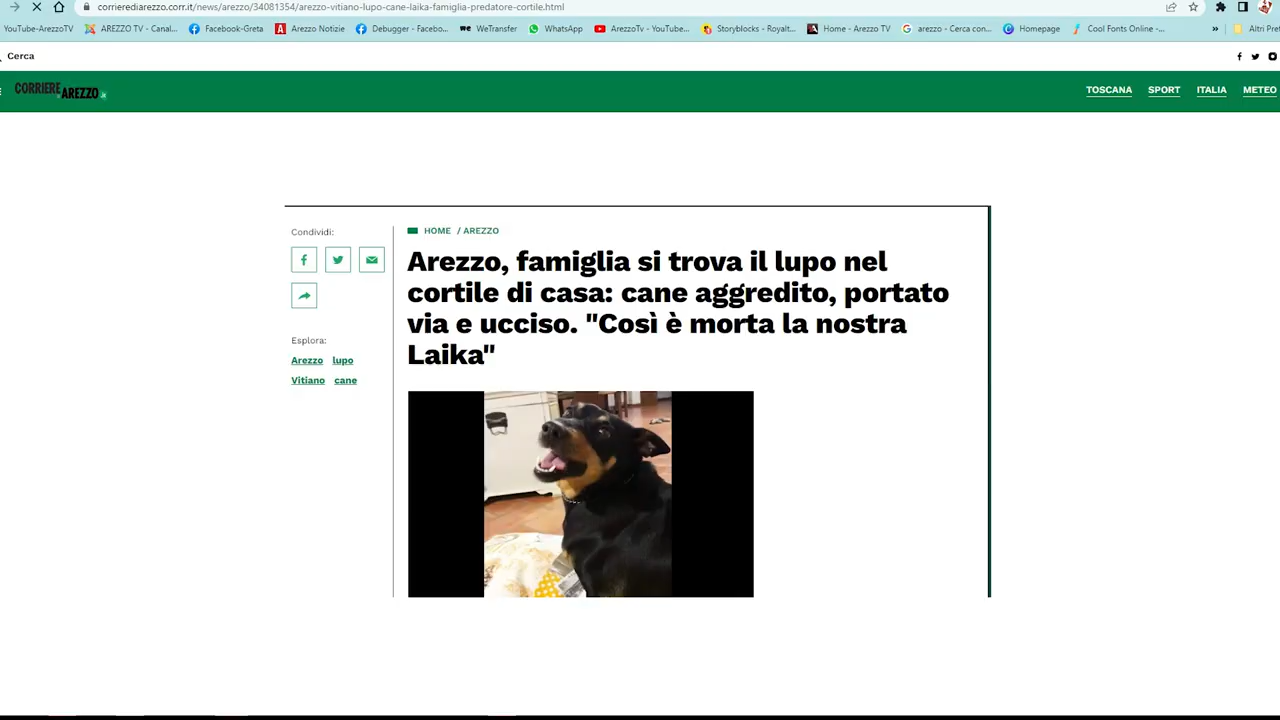 corrierediarezzo.corr.it/news/arezzo/34081354/arezzo-vitiano-lupo-cane-laika-famiglia-predatore-cortile.html
YouTube-ArezzoTV AREZZO TV - Canal... Facebook-Greta Arezzo Notizie Debugger - Facebo... WeTransfer WhatsApp ArezzoTv - YouTube... Storyblocks - Royalt... Home - Arezzo TV arezzo - Cerca con... Homepage Cool Fonts Online -... » Altri Pref
Cerca
CORRIERE AREZZO
TOSCANA SPORT ITALIA METEO
Condividi:
HOME / AREZZO
Arezzo, famiglia si trova il lupo nel
cortile di casa: cane aggredito, portato
via e ucciso. "Così è morta la nostra
Laika"
Esplora:
Arezzo lupo
Vitiano cane